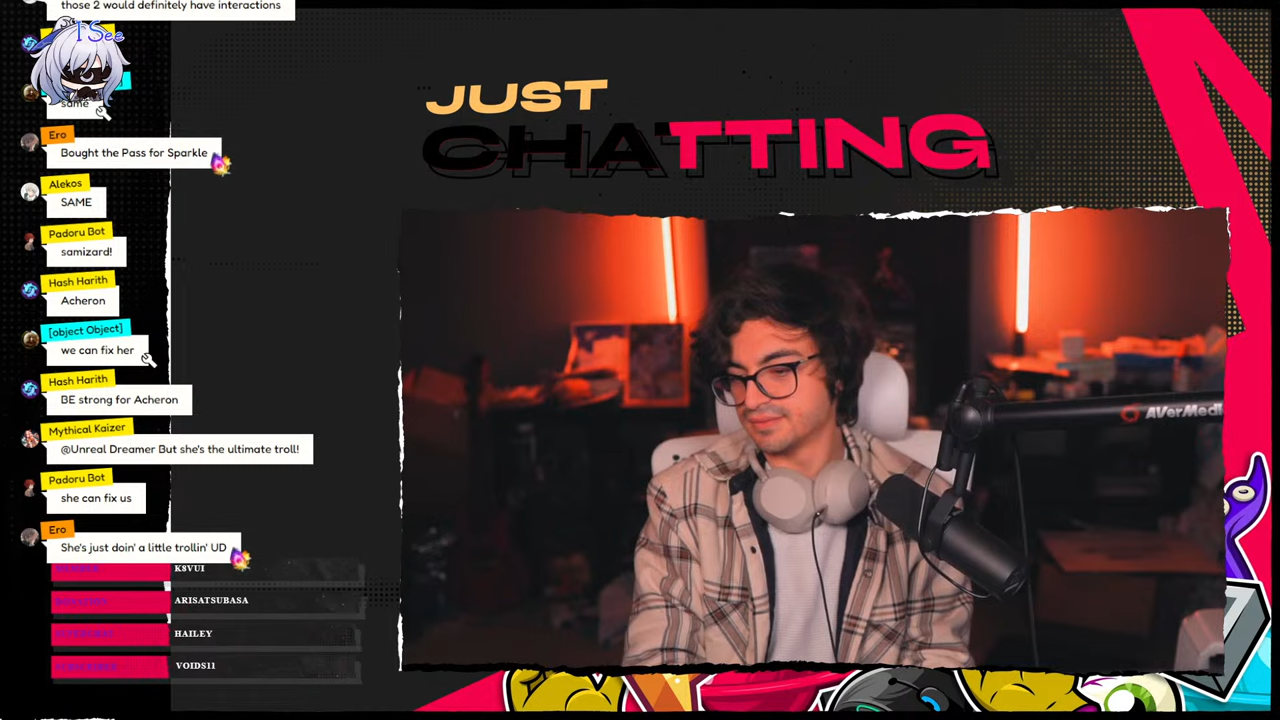 those 2 would definitely have interactions
I See
same
Ero
Bought the Pass for Sparkle
Alekos
SAME
Padoru Bot
samizard!
Hash Harith
Acheron
[object Object]
we can fix her
Hash Harith
BE strong for Acheron
Mythical Kaizer
@Unreal Dreamer But she's the ultimate troll!
Padoru Bot
she can fix us
Ero
She's just doin' a little trollin' UD
K8VUI
ARISATSUBASA
HAILEY
VOIDS11
JUST
CHATTING
AVerMedi